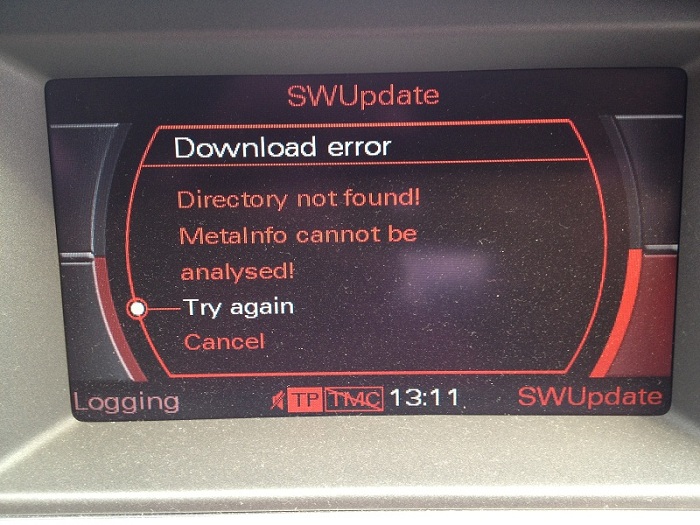 SWUpdate
Download error
Directory not found!
MetaInfo cannot be
analysed!
Try again
Cancel
Logging TP TMC 13:11 SWUpdate